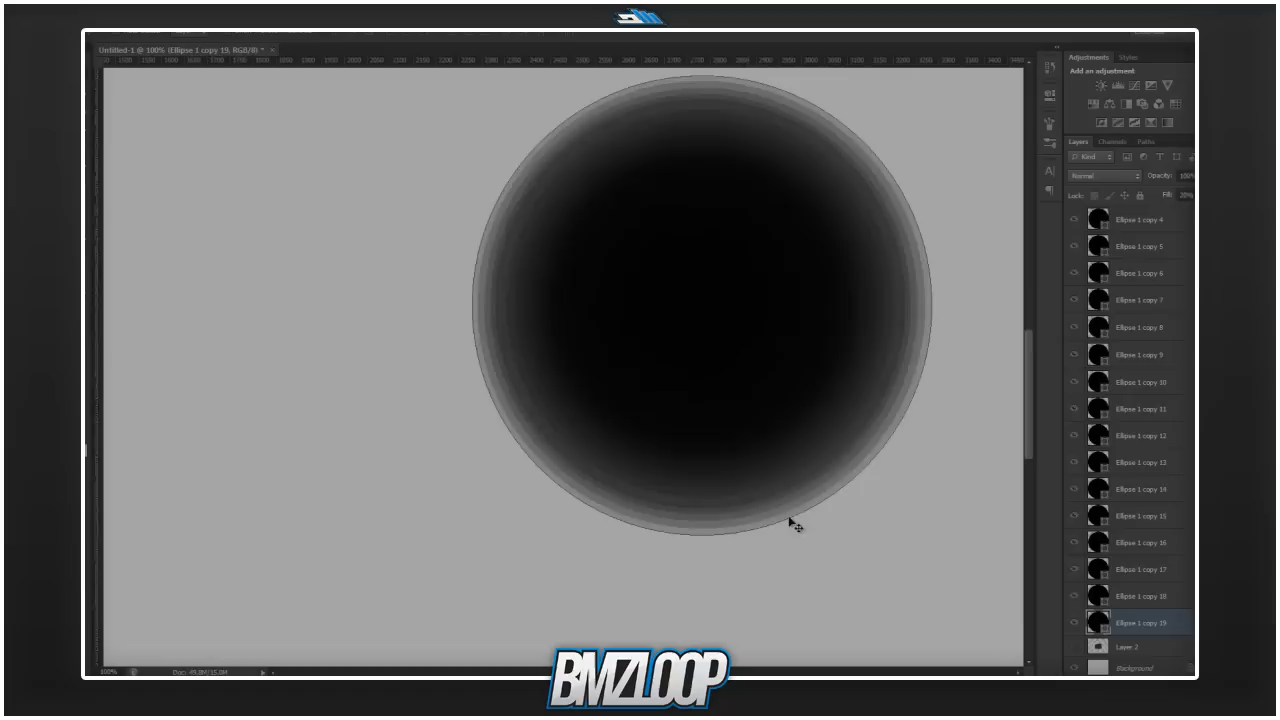 Untitled-1 @ 100% (Ellipse 1 copy 19, RGB/8) *
Adjustments Styles
Add an adjustment
Layers Channels Paths
Kind
Normal Opacity: 100%
Lock: Fill: 20%
Ellipse 1 copy 4
Ellipse 1 copy 5
Ellipse 1 copy 6
Ellipse 1 copy 7
Ellipse 1 copy 8
Ellipse 1 copy 9
Ellipse 1 copy 10
Ellipse 1 copy 11
Ellipse 1 copy 12
Ellipse 1 copy 13
Ellipse 1 copy 14
Ellipse 1 copy 15
Ellipse 1 copy 16
Ellipse 1 copy 17
Ellipse 1 copy 18
Ellipse 1 copy 19
Layer 2
Background
100%
BMZLOOP